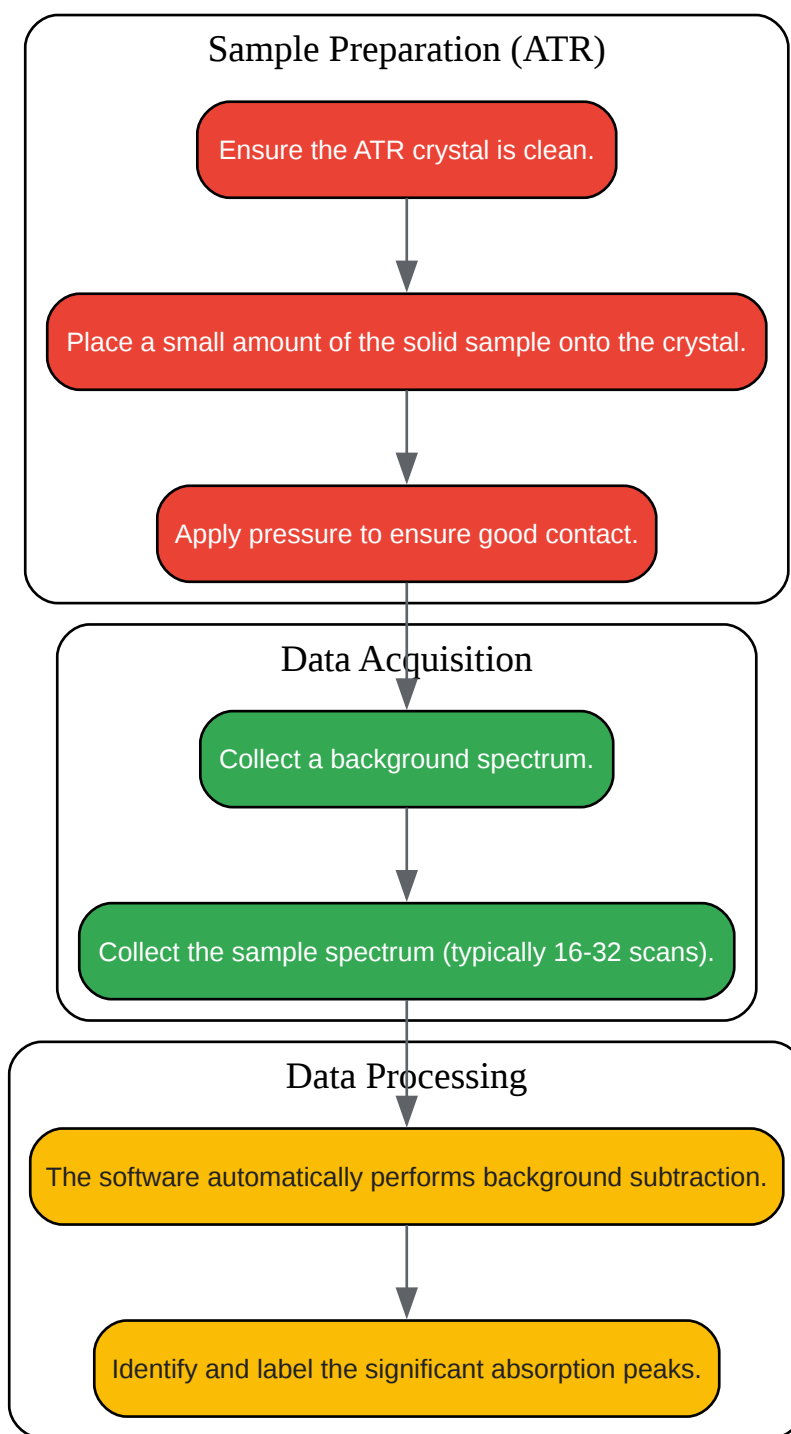 Sample Preparation (ATR)
Ensure the ATR crystal is clean.
Place a small amount of the solid sample onto the crystal.
Apply pressure to ensure good contact.
Data Acquisition
Collect a background spectrum.
Collect the sample spectrum (typically 16-32 scans).
Data Processing
The software automatically performs background subtraction.
Identify and label the significant absorption peaks.